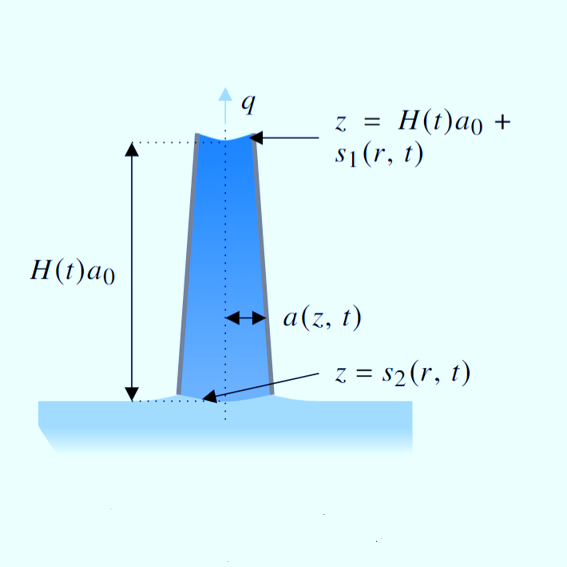 q
z = H(t)a₀ +
s₁(r, t)
H(t)a₀
a(z, t)
z = s₂(r, t)